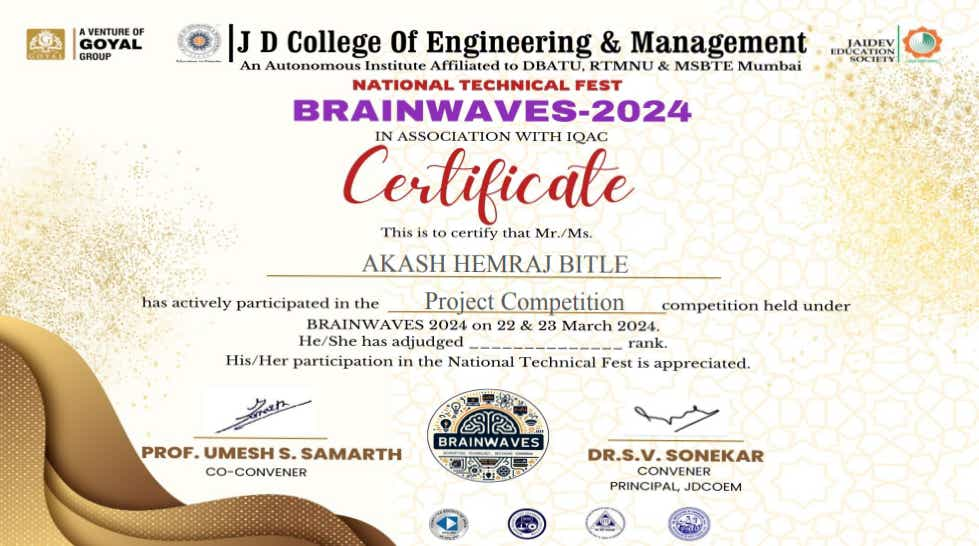 A VENTURE OF
GOYAL
GROUP
GOYAL
J D College Of Engineering & Management
An Autonomous Institute Affiliated to DBATU, RTMNU & MSBTE Mumbai
JAIDEV
EDUCATION
SOCIETY
NATIONAL TECHNICAL FEST
BRAINWAVES-2024
IN ASSOCIATION WITH IQAC
Certificate
This is to certify that Mr./Ms.
AKASH HEMRAJ BITLE
has actively participated in the Project Competition competition held under
BRAINWAVES 2024 on 22 & 23 March 2024.
He/She has adjudged ______________ rank.
His/Her participation in the National Technical Fest is appreciated.
BRAINWAVES
PROF. UMESH S. SAMARTH
CO-CONVENER
DR.S.V. SONEKAR
CONVENER
PRINCIPAL, JDCOEM